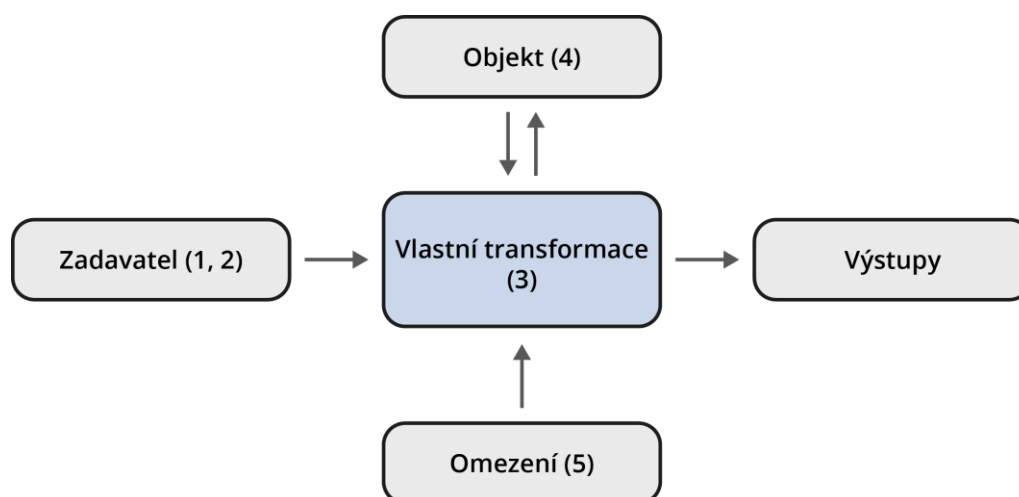 Objekt (4)
Zadavatel (1, 2)
Vlastní transformace
(3)
Výstupy
Omezení (5)